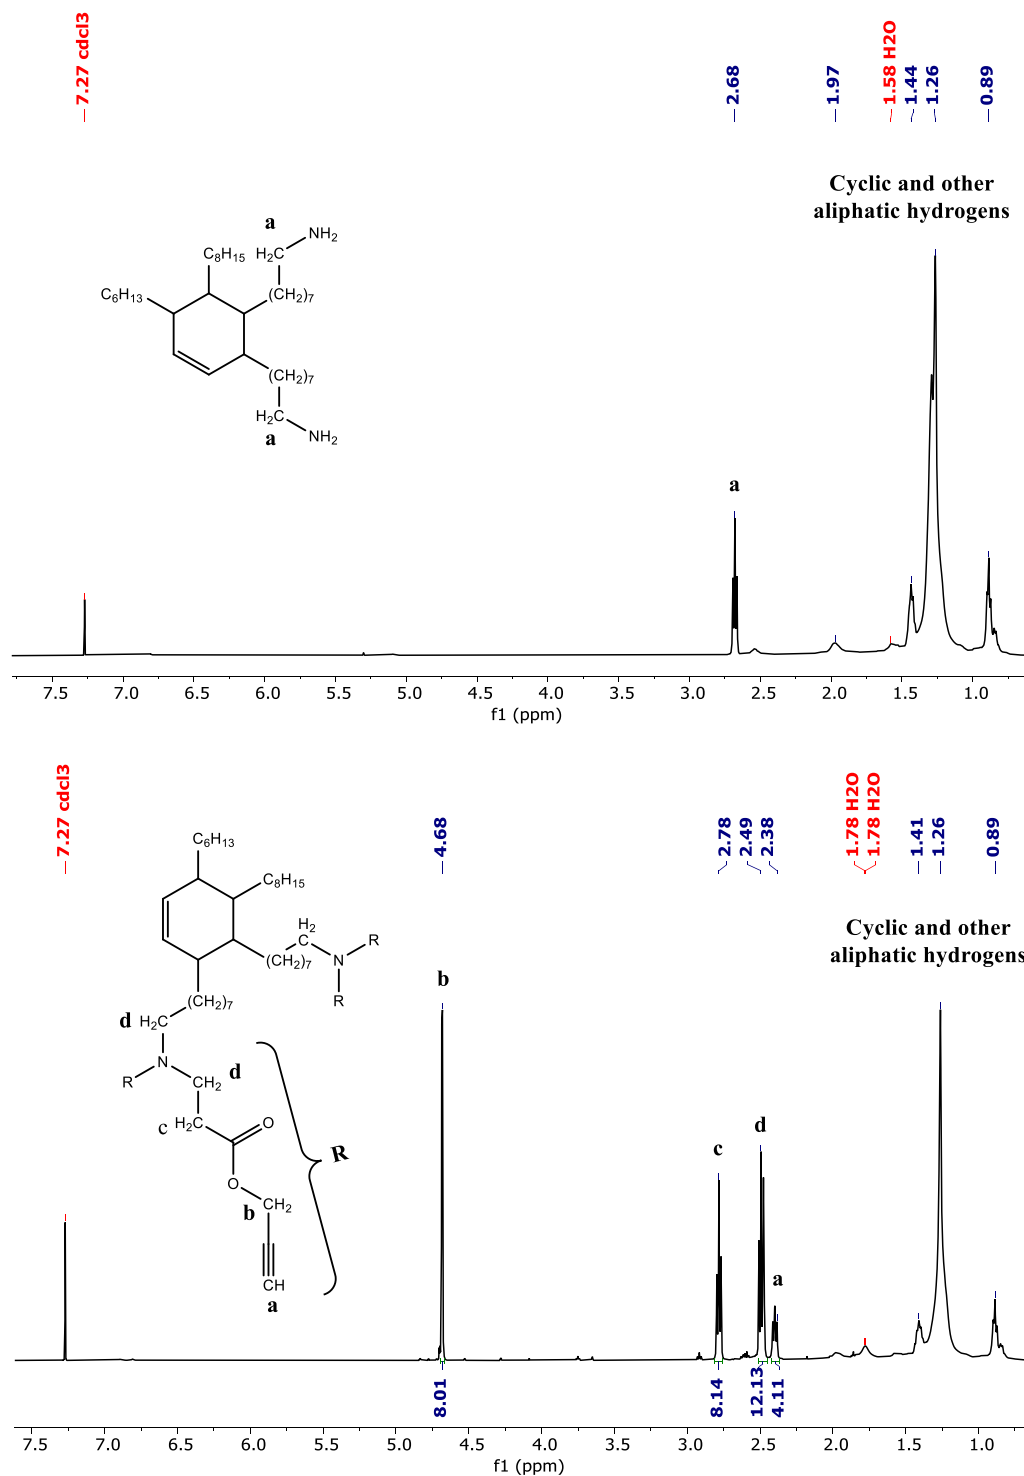 7.27 cdcl3
2.68
1.97
1.58 H2O
1.44
1.26
0.89
Cyclic and other
aliphatic hydrogens
a
C8H15
H2C
NH2
C6H13
(CH2)7
(CH2)7
H2C
NH2
a
a
7.5 7.0 6.5 6.0 5.5 5.0 4.5 4.0 3.5 3.0 2.5 2.0 1.5 1.0
f1 (ppm)
7.27 cdcl3
4.68
2.78
2.49
2.38
1.78 H2O
1.78 H2O
1.41
1.26
0.89
C6H13
C8H15
H2
C
R
(CH2)7
N
R
(CH2)7
d H2C
N
R
CH2 d
c H2C
O
R
O
b
CH2
CH
a
Cyclic and other
aliphatic hydrogens
b
c
d
a
8.01
8.14
12.13
4.11
7.5 7.0 6.5 6.0 5.5 5.0 4.5 4.0 3.5 3.0 2.5 2.0 1.5 1.0
f1 (ppm)